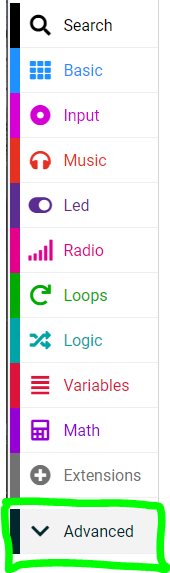 Search
Basic
Input
Music
Led
Radio
Loops
Logic
Variables
Math
Extensions
Advanced